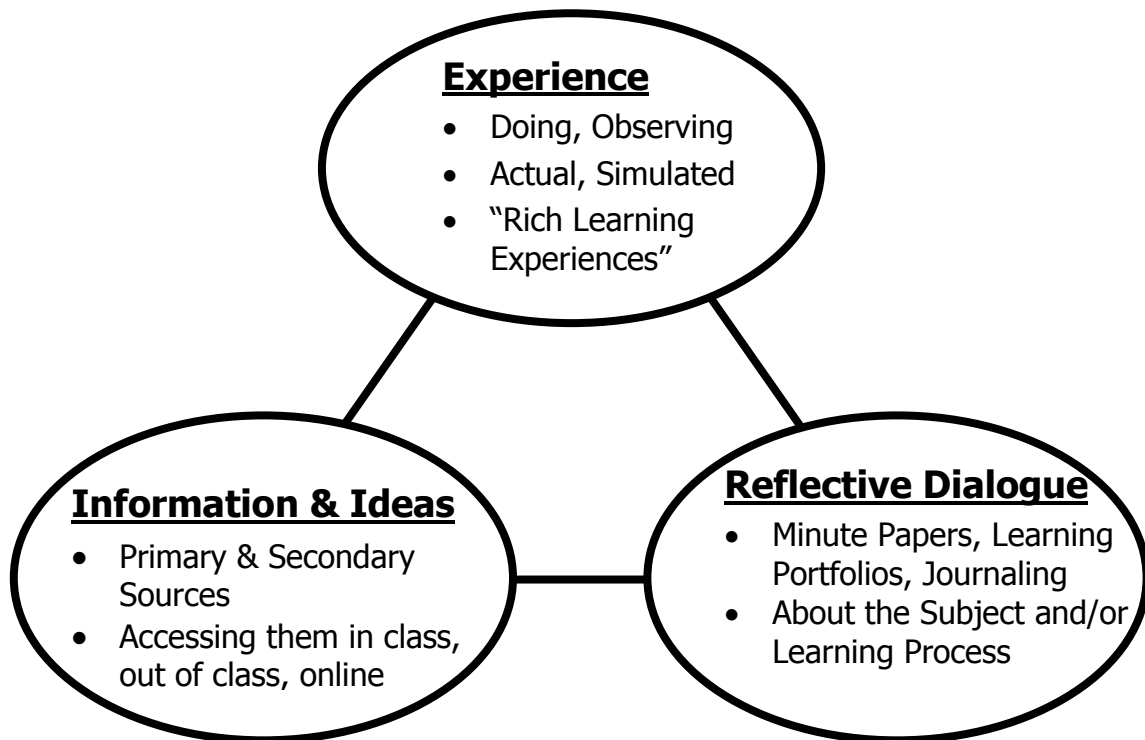 Experience
• Doing, Observing
• Actual, Simulated
• “Rich Learning
Experiences”
Information & Ideas
• Primary & Secondary
Sources
• Accessing them in class,
out of class, online
Reflective Dialogue
• Minute Papers, Learning
Portfolios, Journaling
• About the Subject and/or
Learning Process